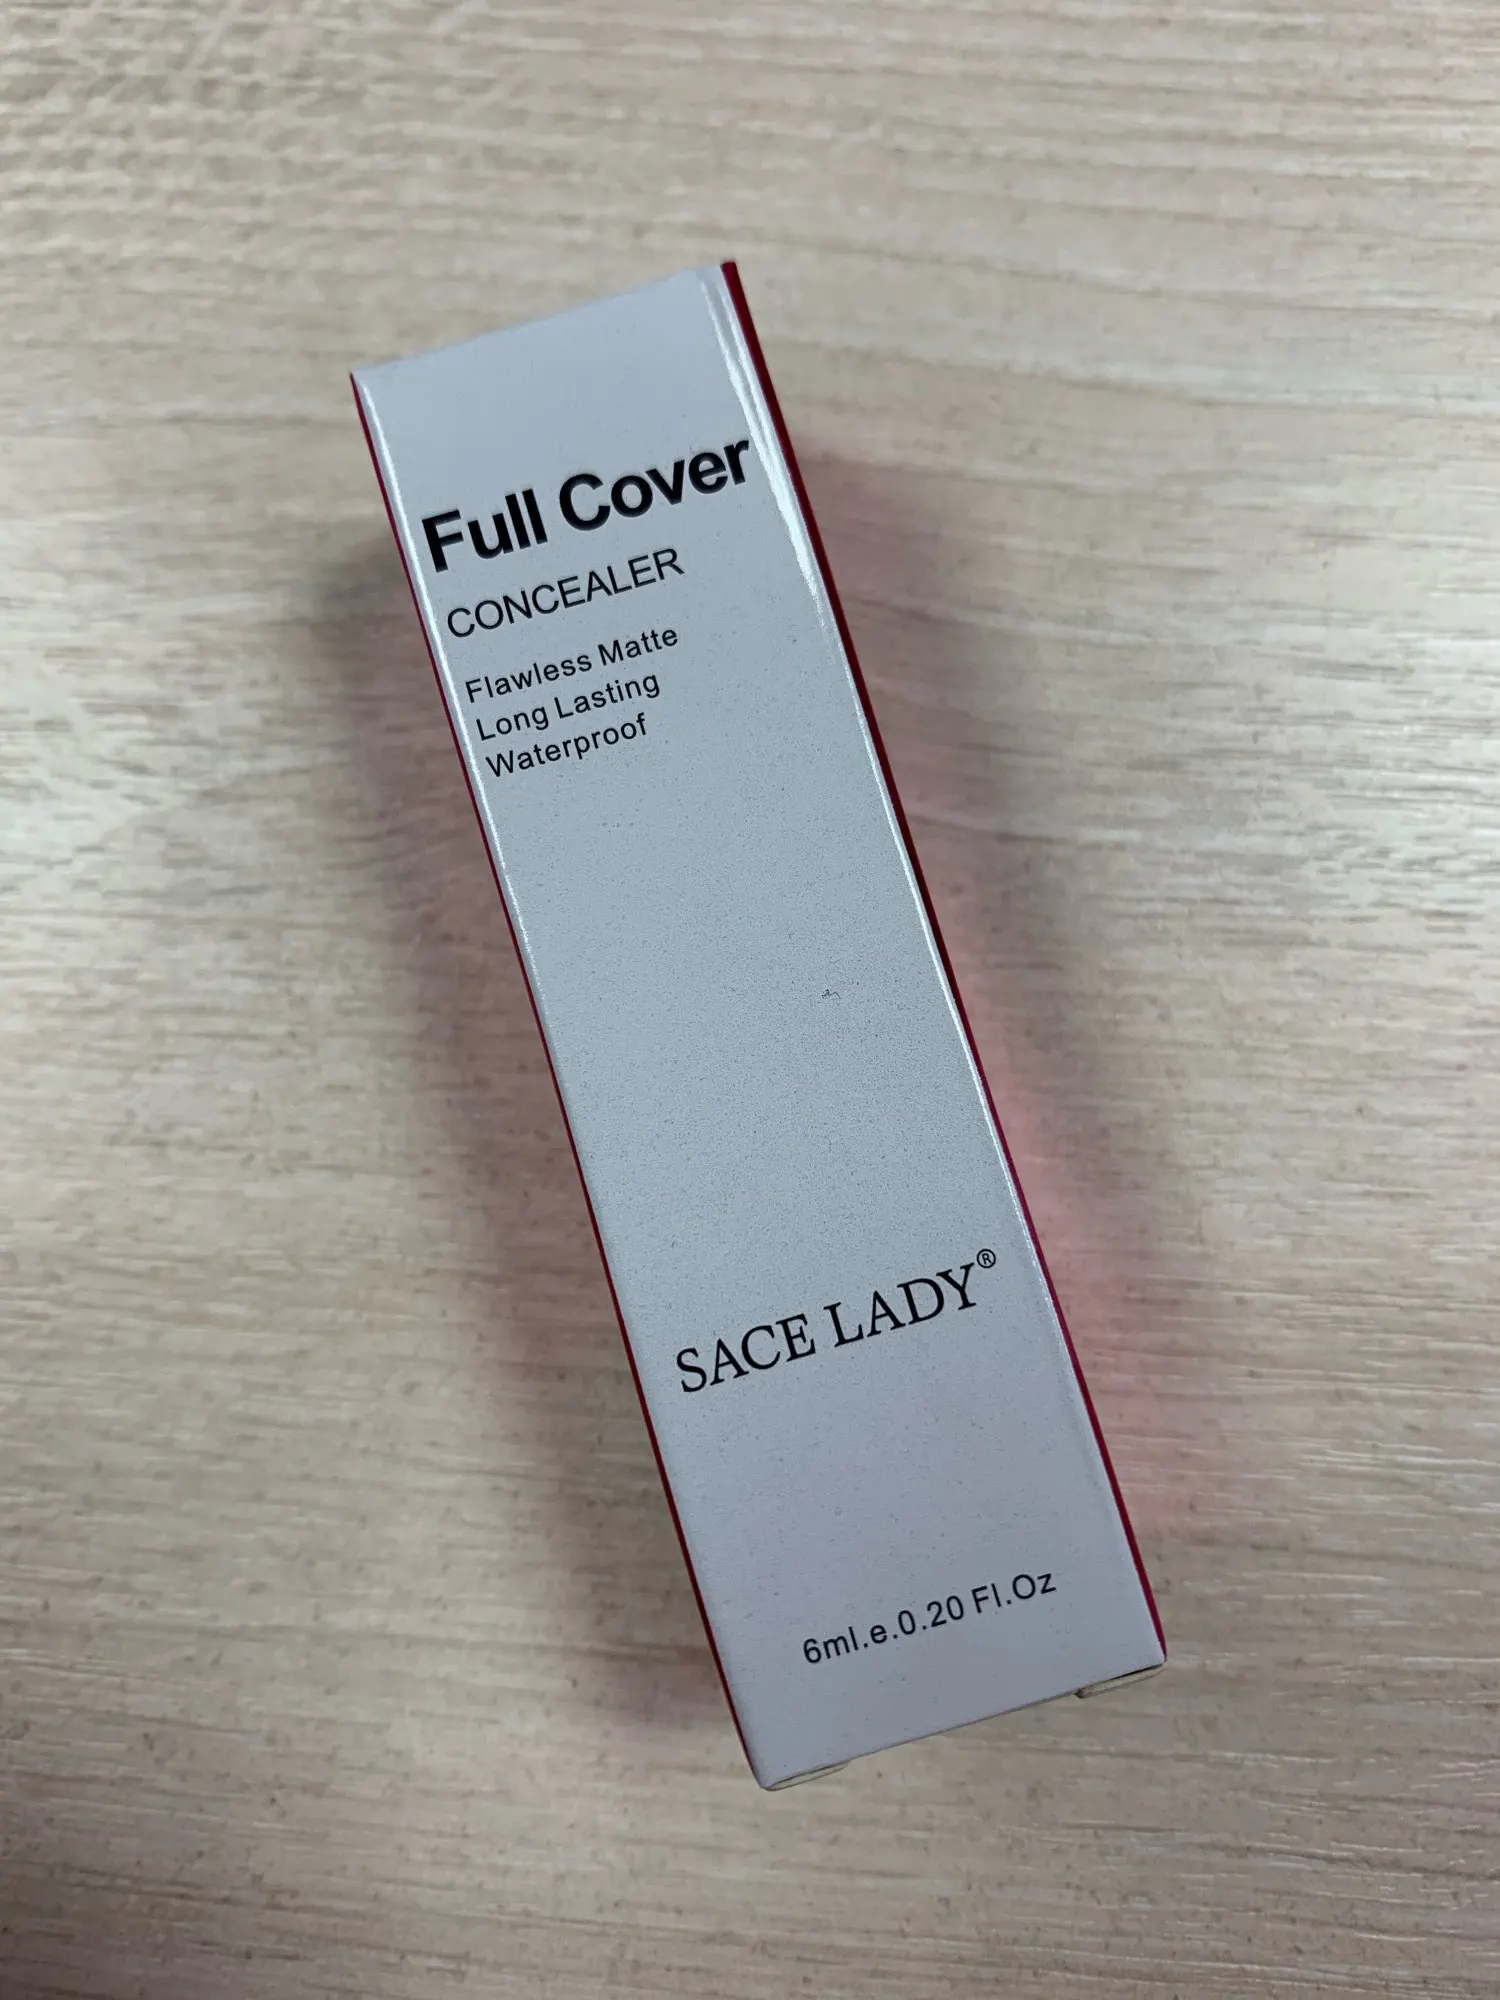 Full Cover
CONCEALER
Flawless Matte
Long Lasting
Waterproof
SACE LADY®
6ml.e.0.20 Fl.Oz